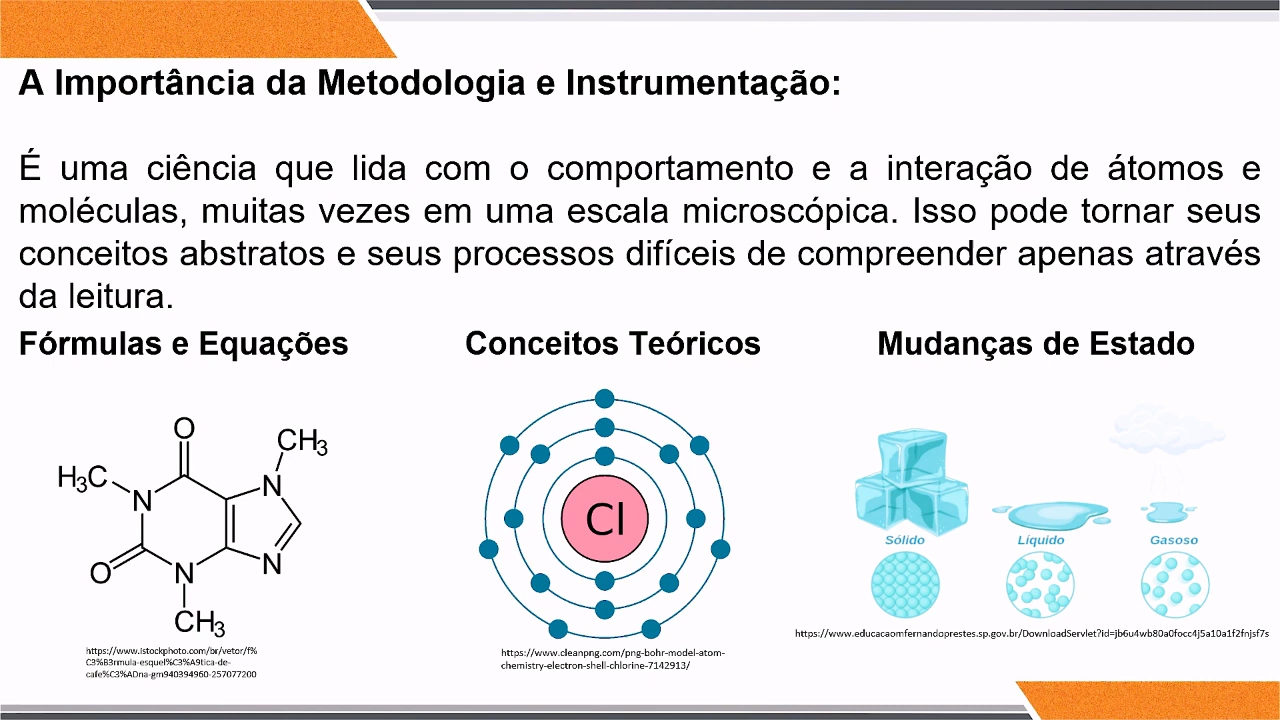 A Importância da Metodologia e Instrumentação:
É uma ciência que lida com o comportamento e a interação de átomos e
moléculas, muitas vezes em uma escala microscópica. Isso pode tornar seus
conceitos abstratos e seus processos difíceis de compreender apenas através
da leitura.
Fórmulas e Equações
Conceitos Teóricos
Mudanças de Estado
O
CH₃
H₃C
N
N
O
N
N
CH₃
Cl
Sólido
Líquido
Gasoso
https://www.istockphoto.com/br/vetor/f%
C3%B3rmula-esquel%C3%A9tica-de-
cafe%C3%ADna-gm940394960-257077200
https://www.cleanpng.com/png-bohr-model-atom-
chemistry-electron-shell-chlorine-7142913/
https://www.educacaomfernandoprestes.sp.gov.br/DownloadServlet?id=jb6u4wb80a0focc4j5a10a1f2fnjsf7s